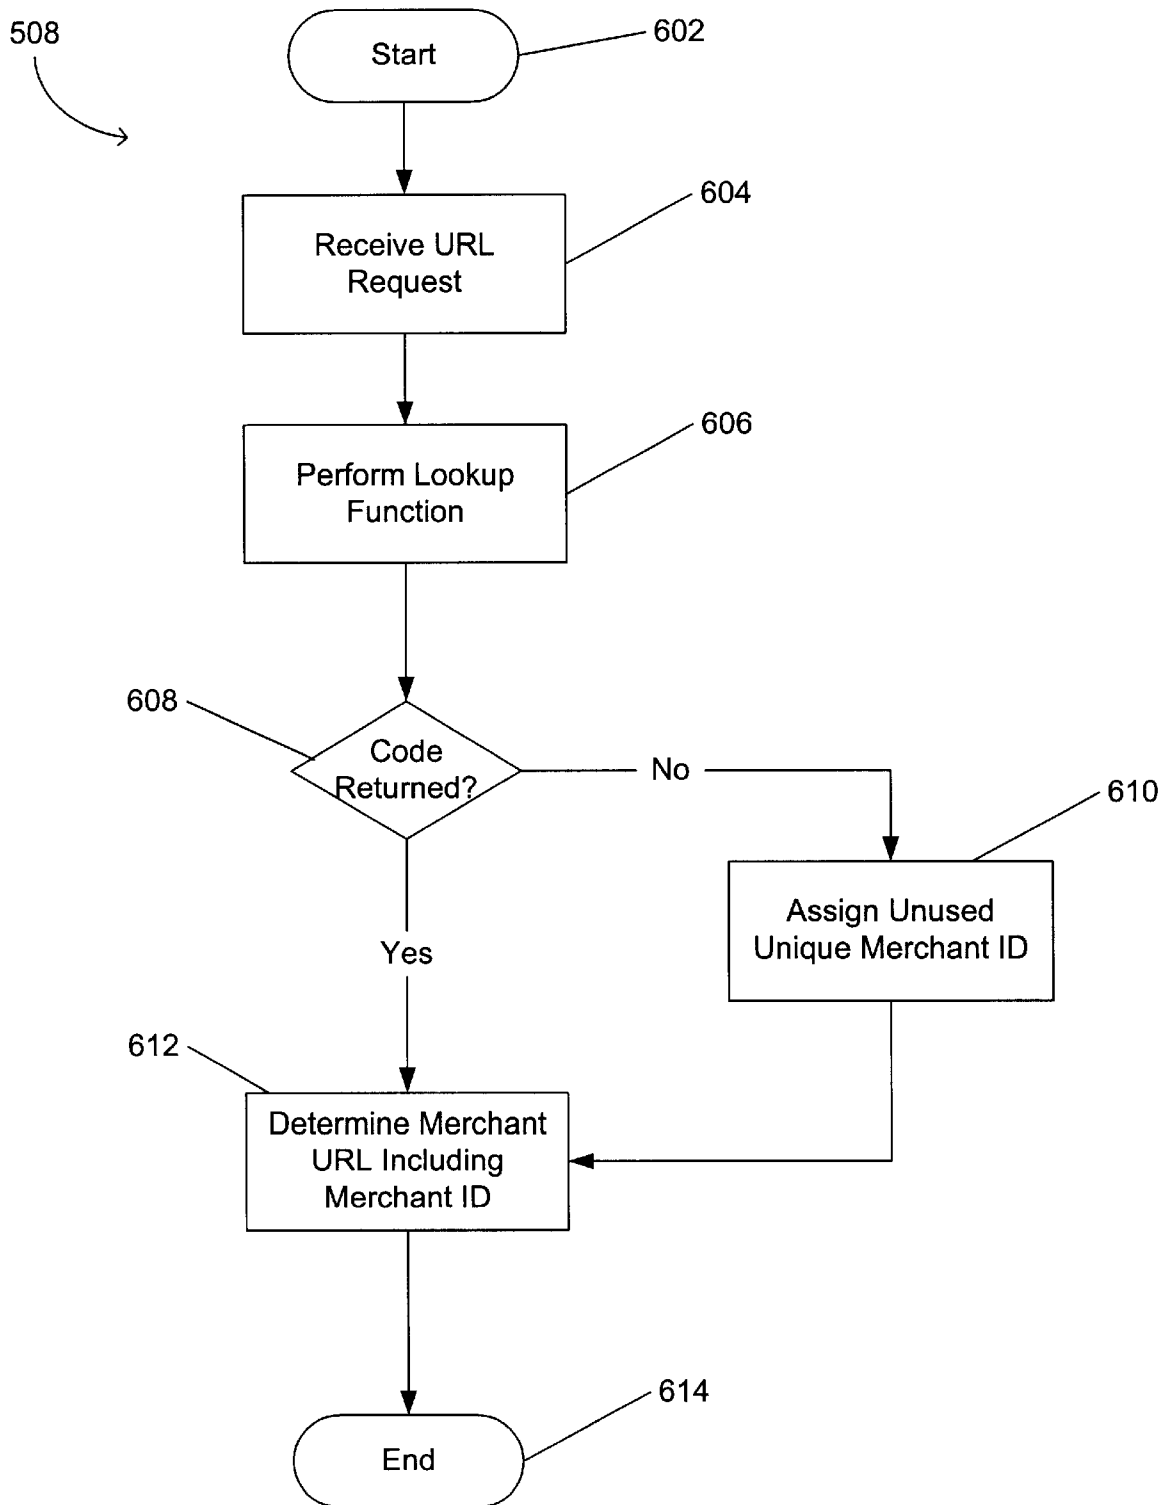 508
Start
602
Receive URL
Request
604
Perform Lookup
Function
606
608
Code
Returned?
No
610
Assign Unused
Unique Merchant ID
Yes
612
Determine Merchant
URL Including
Merchant ID
614
End